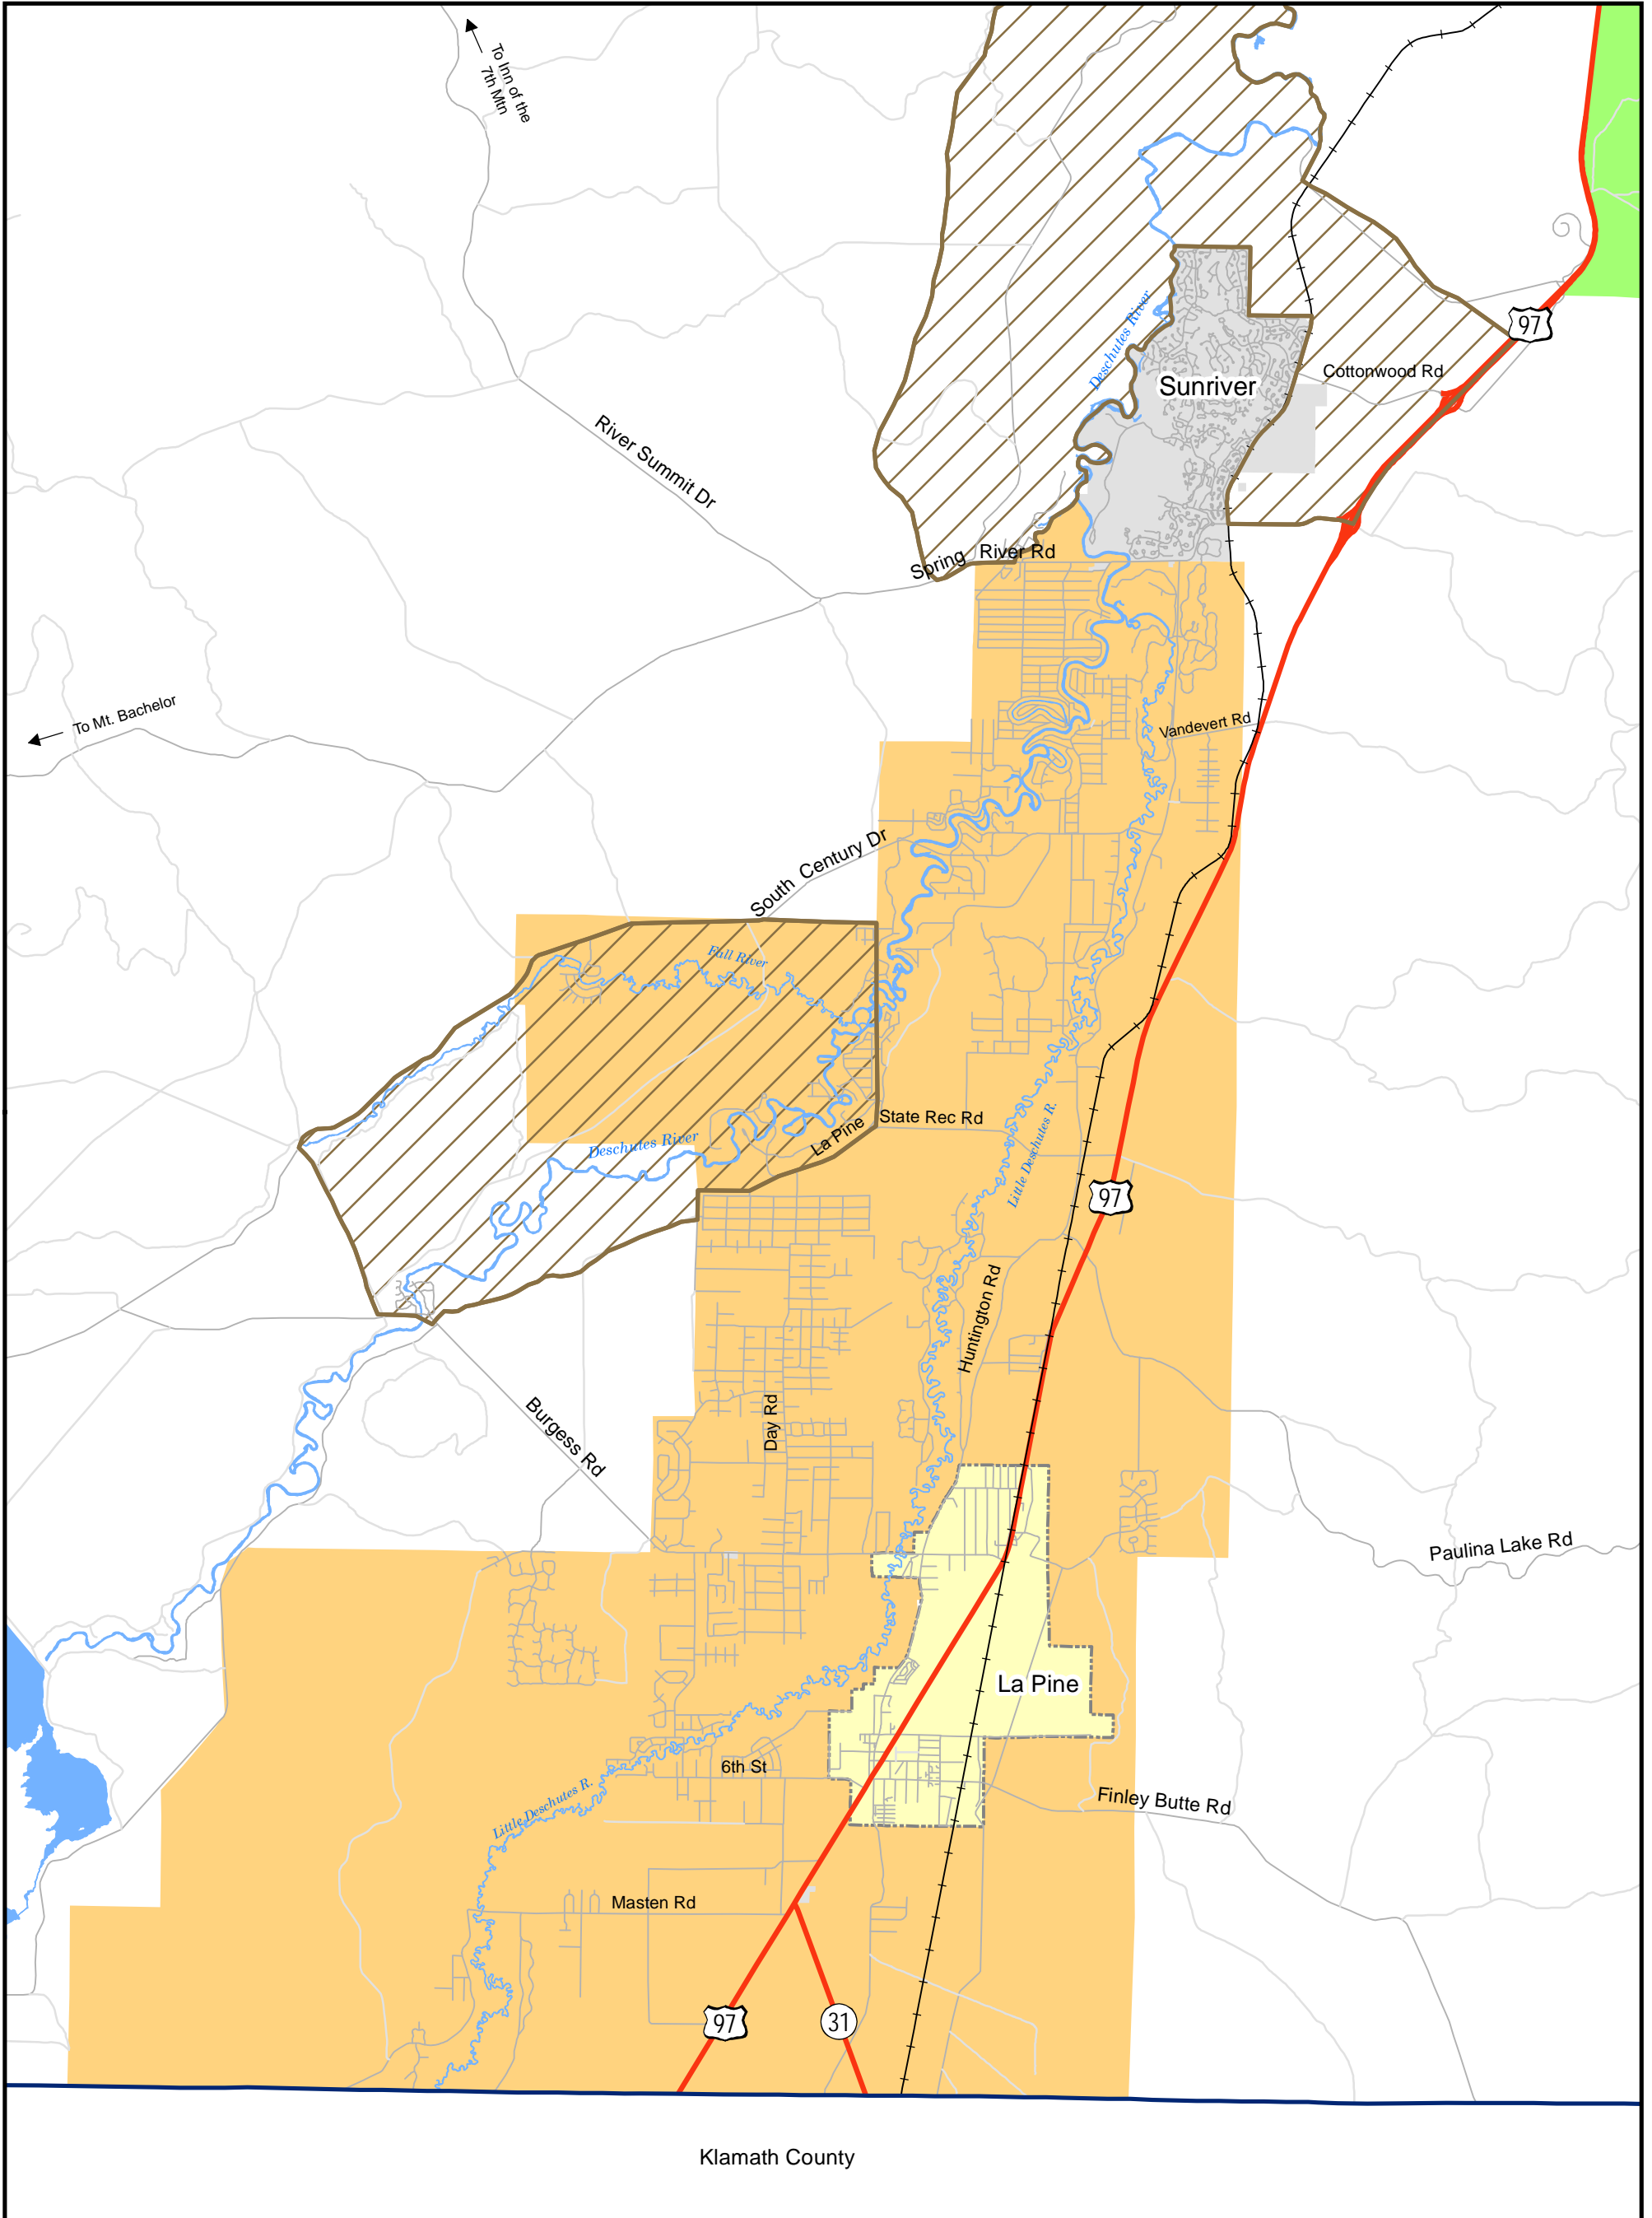 To Inn of the
7th Mtn
97
Cottonwood Rd
Deschutes River
Sunriver
River Summit Dr
Spring River Rd
To Mt. Bachelor
Vandevert Rd
South Century Dr
Fall River
State Rec Rd
La Pine
Deschutes River
Little Deschutes R.
97
Huntington Rd
Day Rd
Burgess Rd
Paulina Lake Rd
La Pine
6th St
Finley Butte Rd
Little Deschutes R.
Masten Rd
97
31
Klamath County